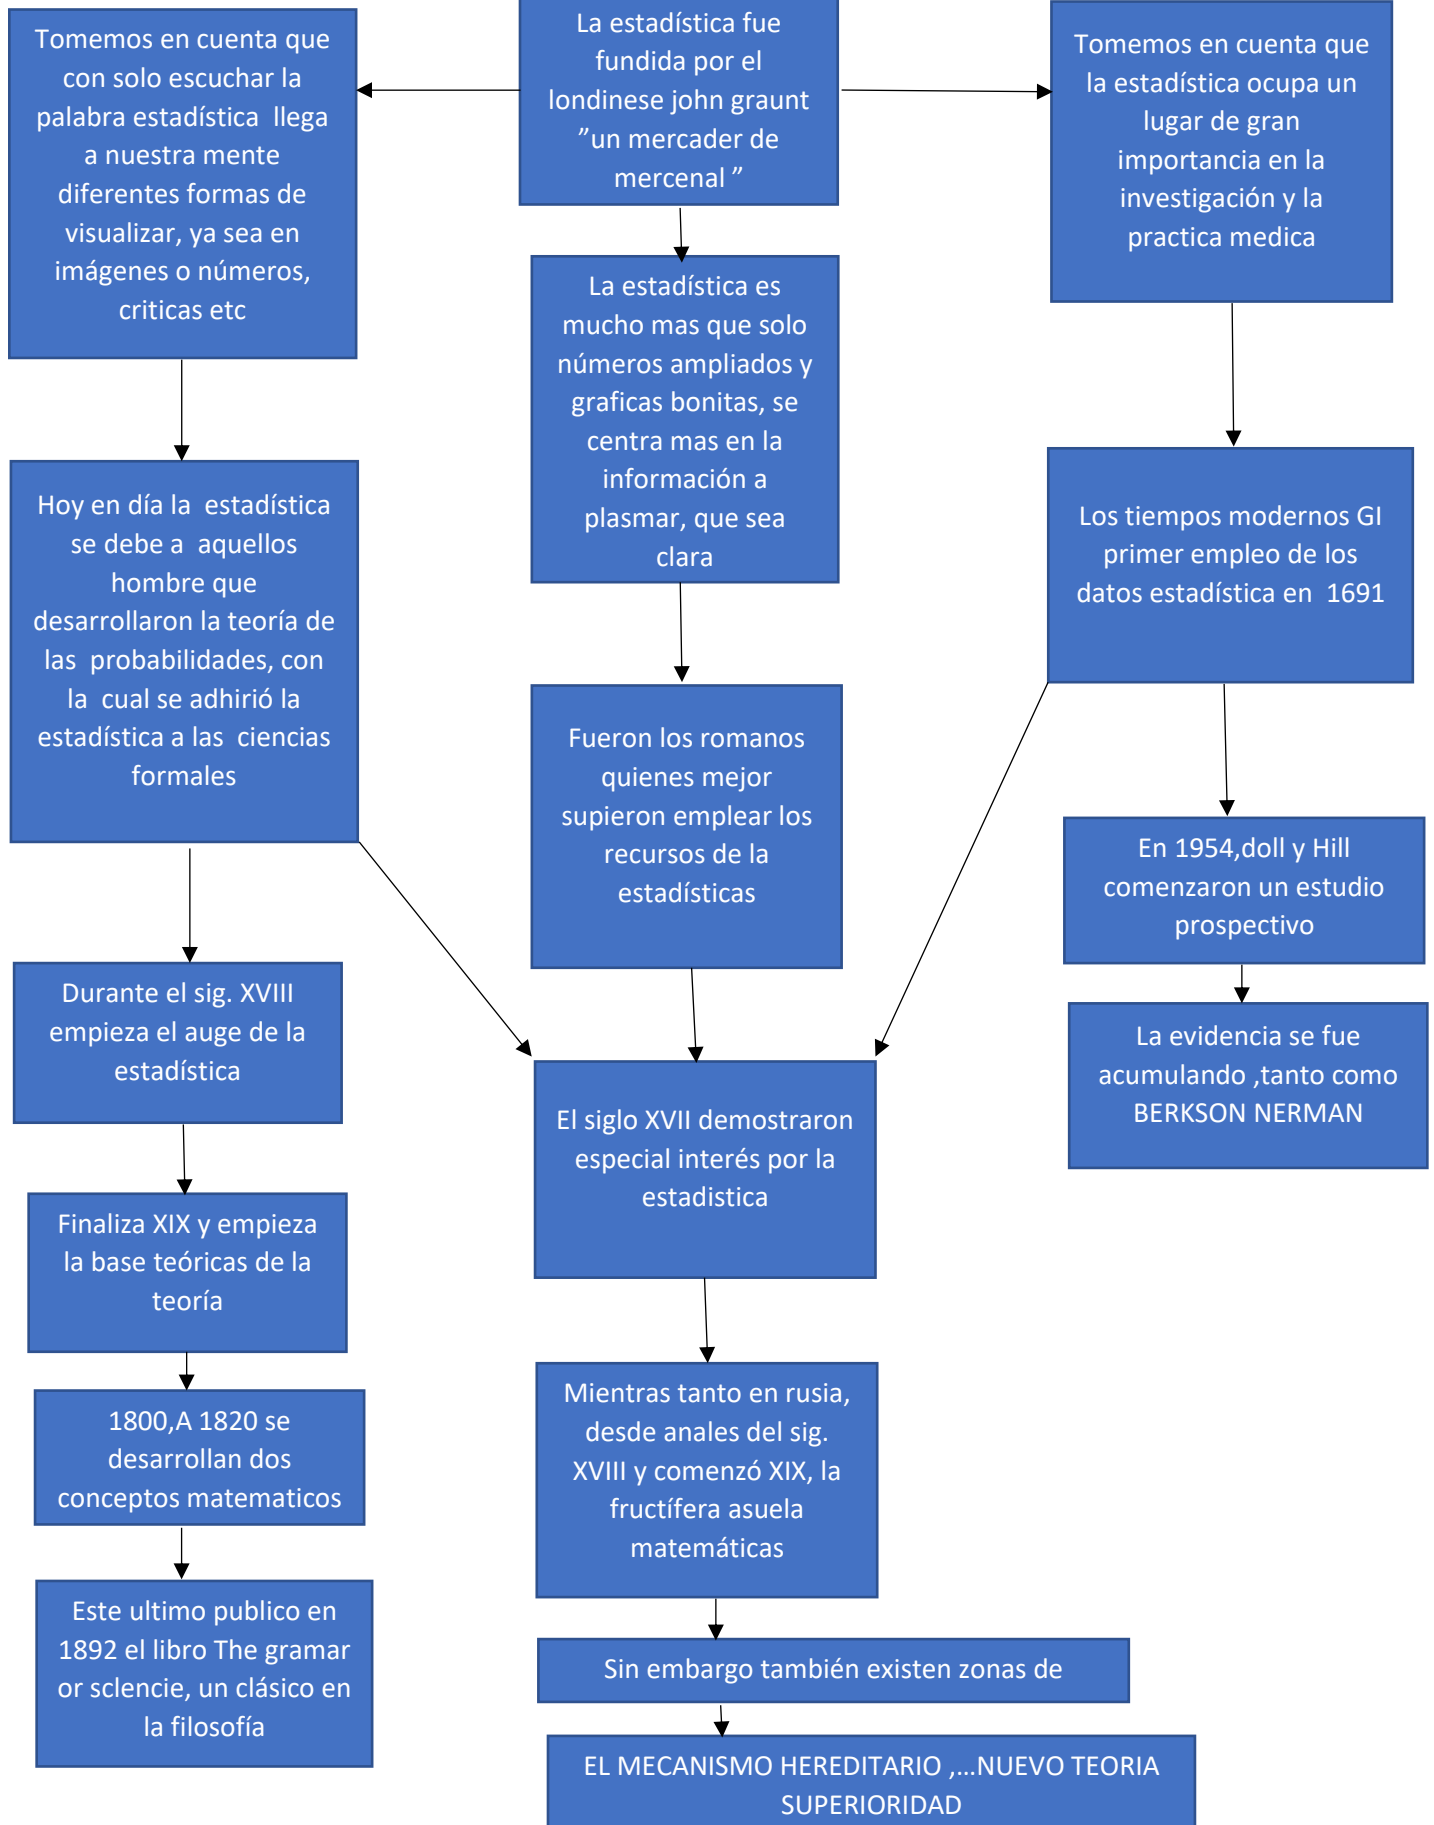 La estadística fue
fundida por el
londinese john graunt
”un mercader de
mercenal ”
Tomemos en cuenta que
con solo escuchar la
palabra estadística llega
a nuestra mente
diferentes formas de
visualizar, ya sea en
imágenes o números,
criticas etc
Tomemos en cuenta que
la estadística ocupa un
lugar de gran
importancia en la
investigación y la
practica medica
La estadística es
mucho mas que solo
números ampliados y
graficas bonitas, se
centra mas en la
información a
plasmar, que sea
clara
Hoy en día la estadística
se debe a aquellos
hombre que
desarrollaron la teoría de
las probabilidades, con
la cual se adhirió la
estadística a las ciencias
formales
Los tiempos modernos GI
primer empleo de los
datos estadística en 1691
Fueron los romanos
quienes mejor
supieron emplear los
recursos de la
estadísticas
En 1954,doll y Hill
comenzaron un estudio
prospectivo
Durante el sig. XVIII
empieza el auge de la
estadística
La evidencia se fue
acumulando ,tanto como
BERKSON NERMAN
El siglo XVII demostraron
especial interés por la
estadistica
Finaliza XIX y empieza
la base teóricas de la
teoría
1800,A 1820 se
desarrollan dos
conceptos matematicos
Mientras tanto en rusia,
desde anales del sig.
XVIII y comenzó XIX, la
fructífera asuela
matemáticas
Este ultimo publico en
1892 el libro The gramar
or sclencie, un clásico en
la filosofía
Sin embargo también existen zonas de
EL MECANISMO HEREDITARIO ,…NUEVO TEORIA
SUPERIORIDAD